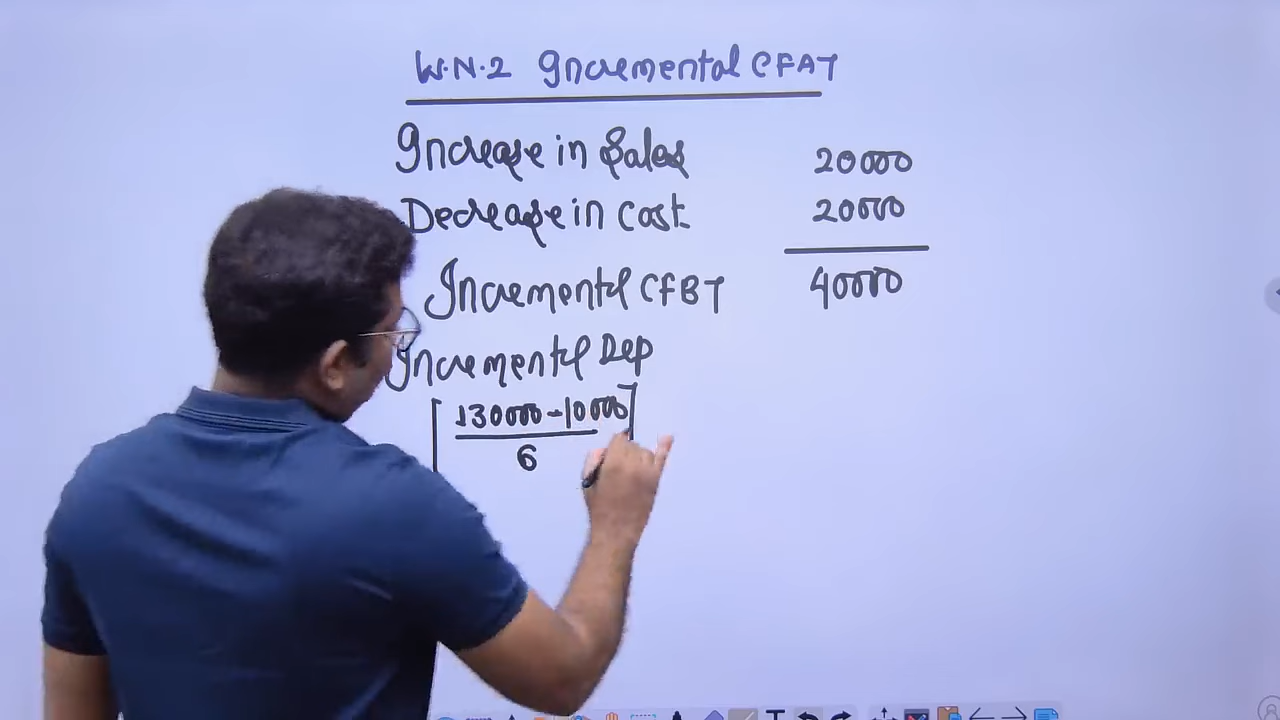 W.N.2 Incremental CFAT
Increase in Sales 20000
Decrease in Cost 20000
Incremental CFBT 40000
Incremental Dep
[130000-10000]
6